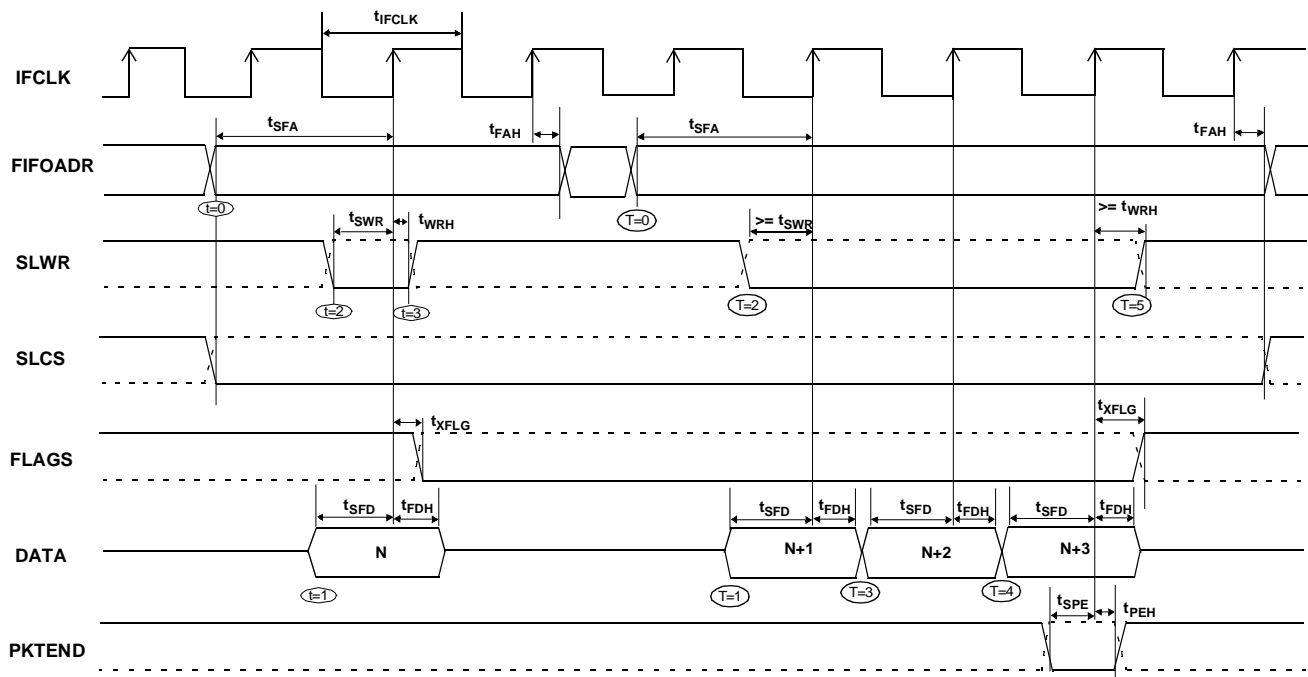 tIFCLK
IFCLK
tSFA
tFAH
tSFA
tFAH
FIFOADR
t=0
T=0
tSWR
tWRH
>= tSWR
>= tWRH
SLWR
t=2
t=3
T=2
T=5
SLCS
tXFLG
tXFLG
FLAGS
tSFD
tFDH
tSFD
tFDH
tSFD
tFDH
tSFD
tFDH
DATA
N
N+1
N+2
N+3
t=1
T=1
T=3
T=4
tSPE
tPEH
PKTEND